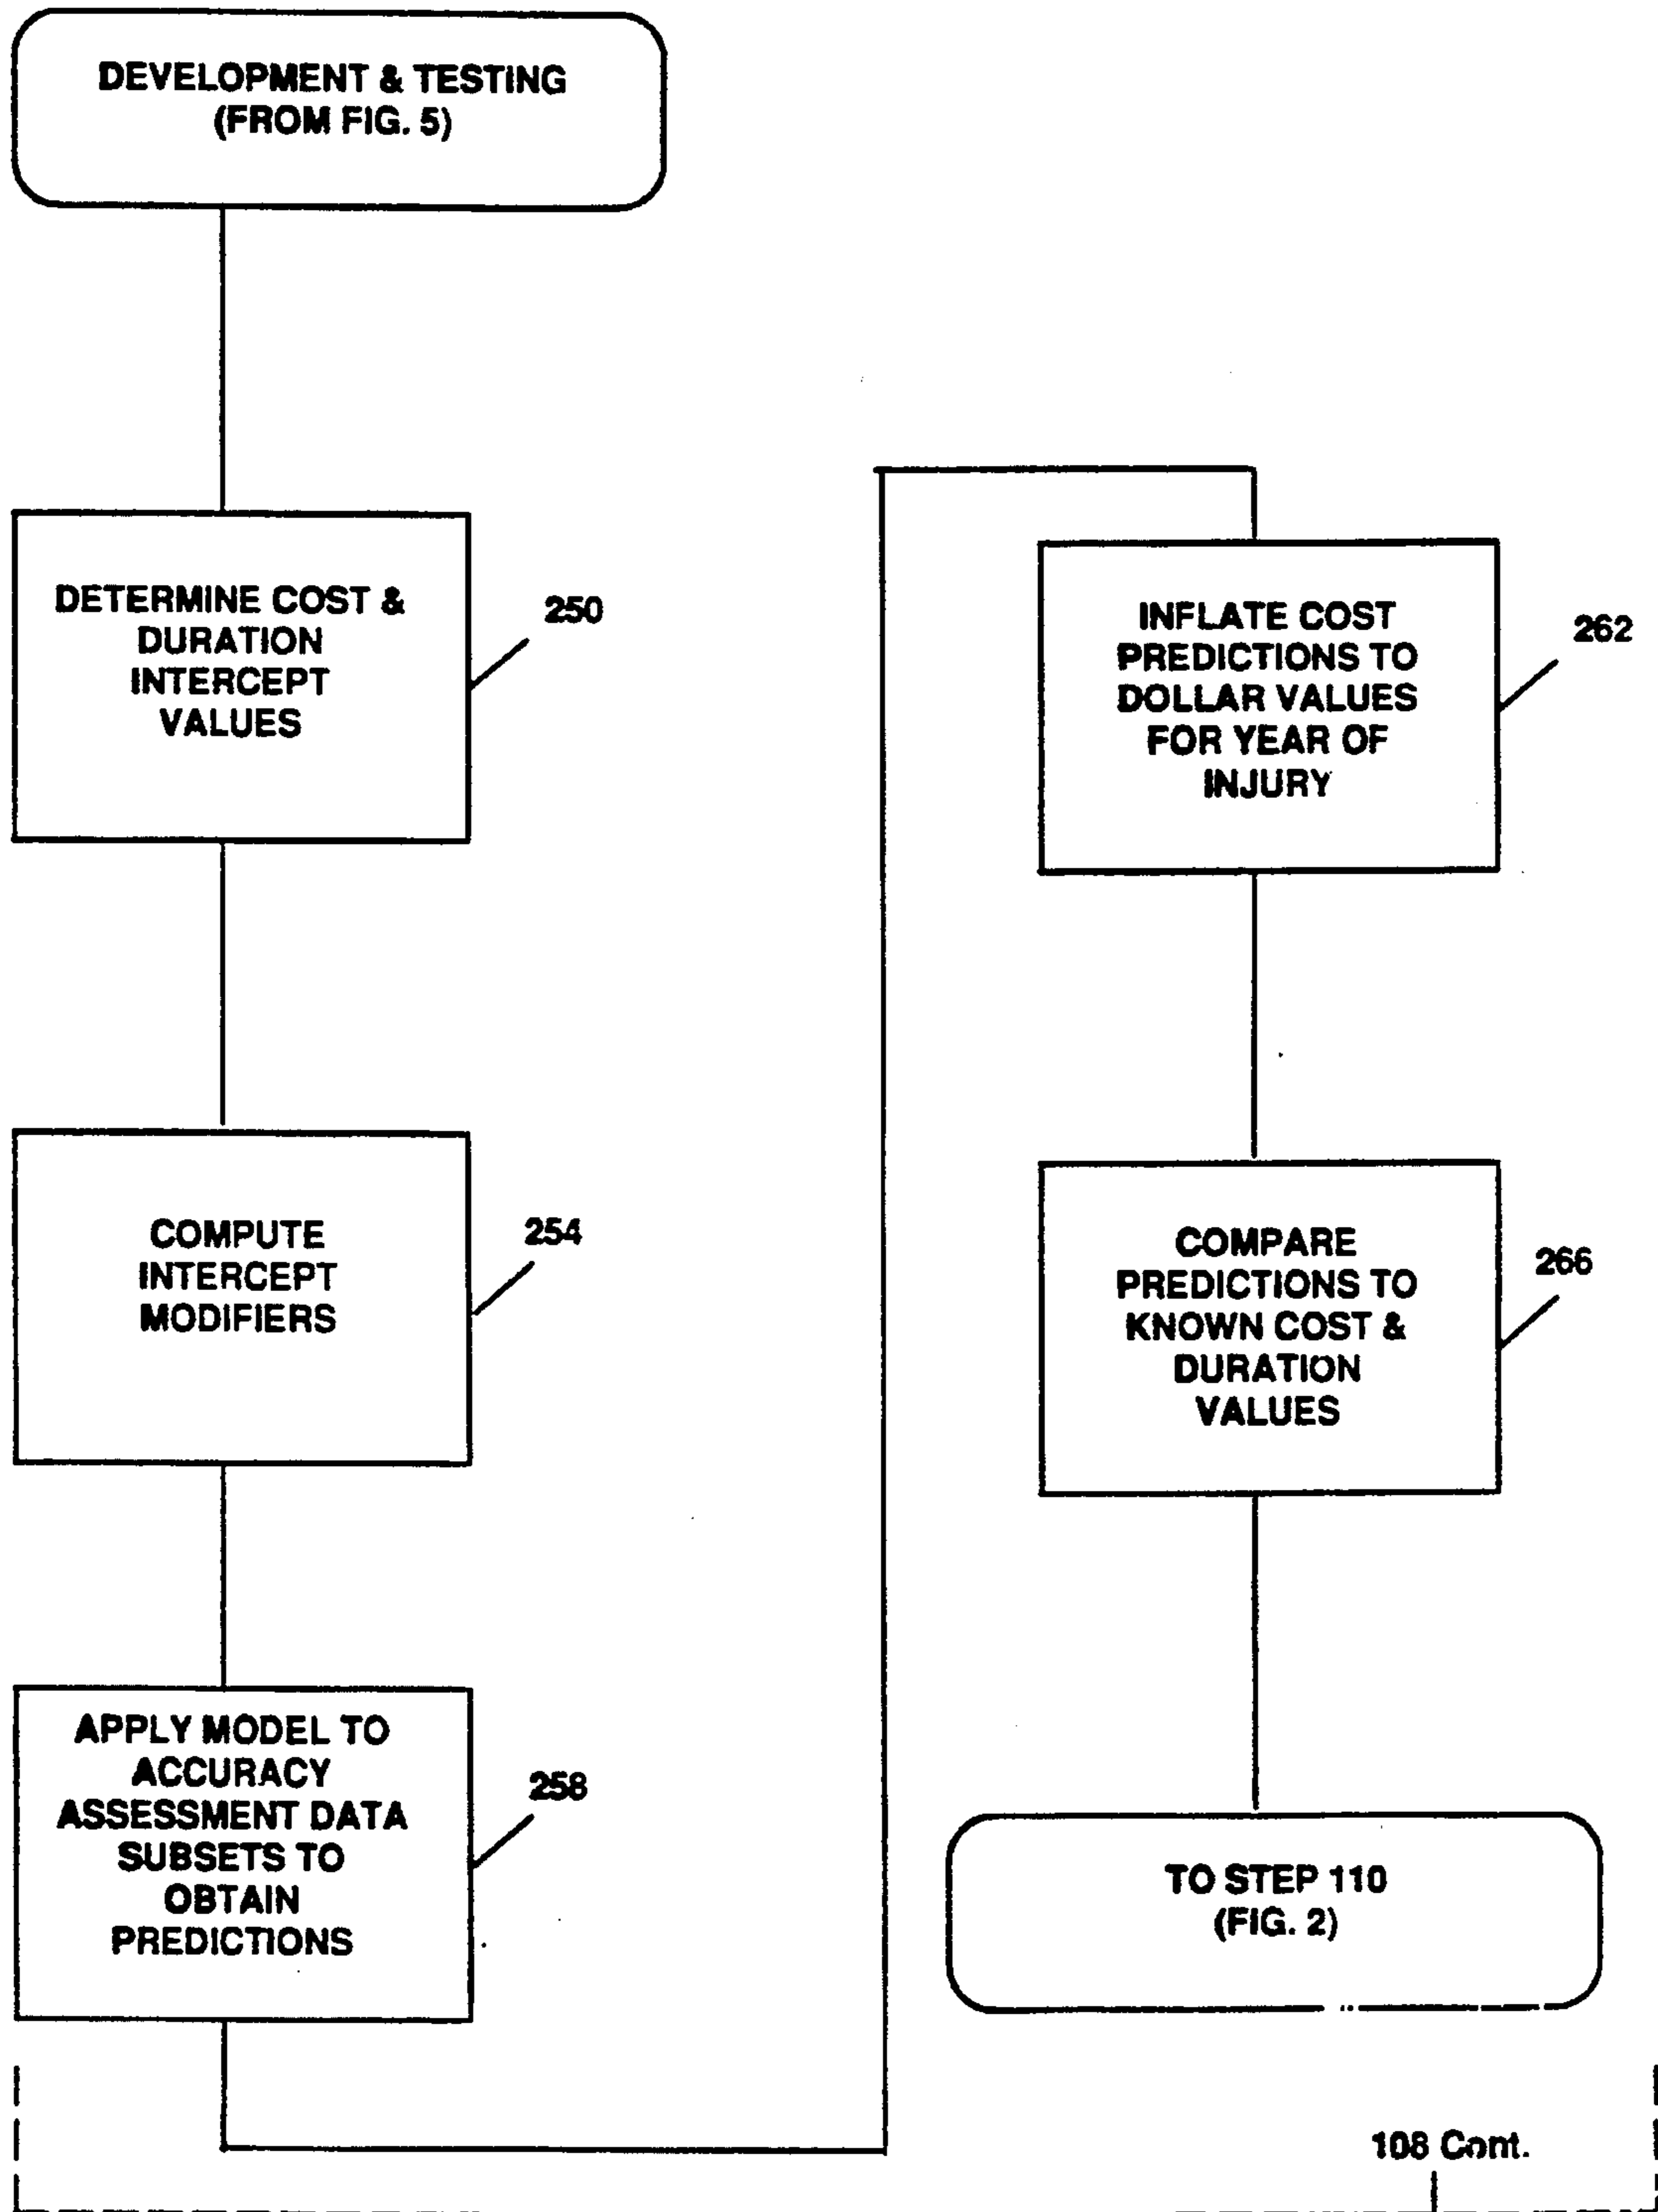 DEVELOPMENT & TESTING
(FROM FIG. 5)
DETERMINE COST &
DURATION
INTERCEPT
VALUES
250
COMPUTE
INTERCEPT
MODIFIERS
254
APPLY MODEL TO
ACCURACY
ASSESSMENT DATA
SUBSETS TO
OBTAIN
PREDICTIONS
258
INFLATE COST
PREDICTIONS TO
DOLLAR VALUES
FOR YEAR OF
INJURY
262
COMPARE
PREDICTIONS TO
KNOWN COST &
DURATION
VALUES
266
TO STEP 110
(FIG. 2)
108 Cont.